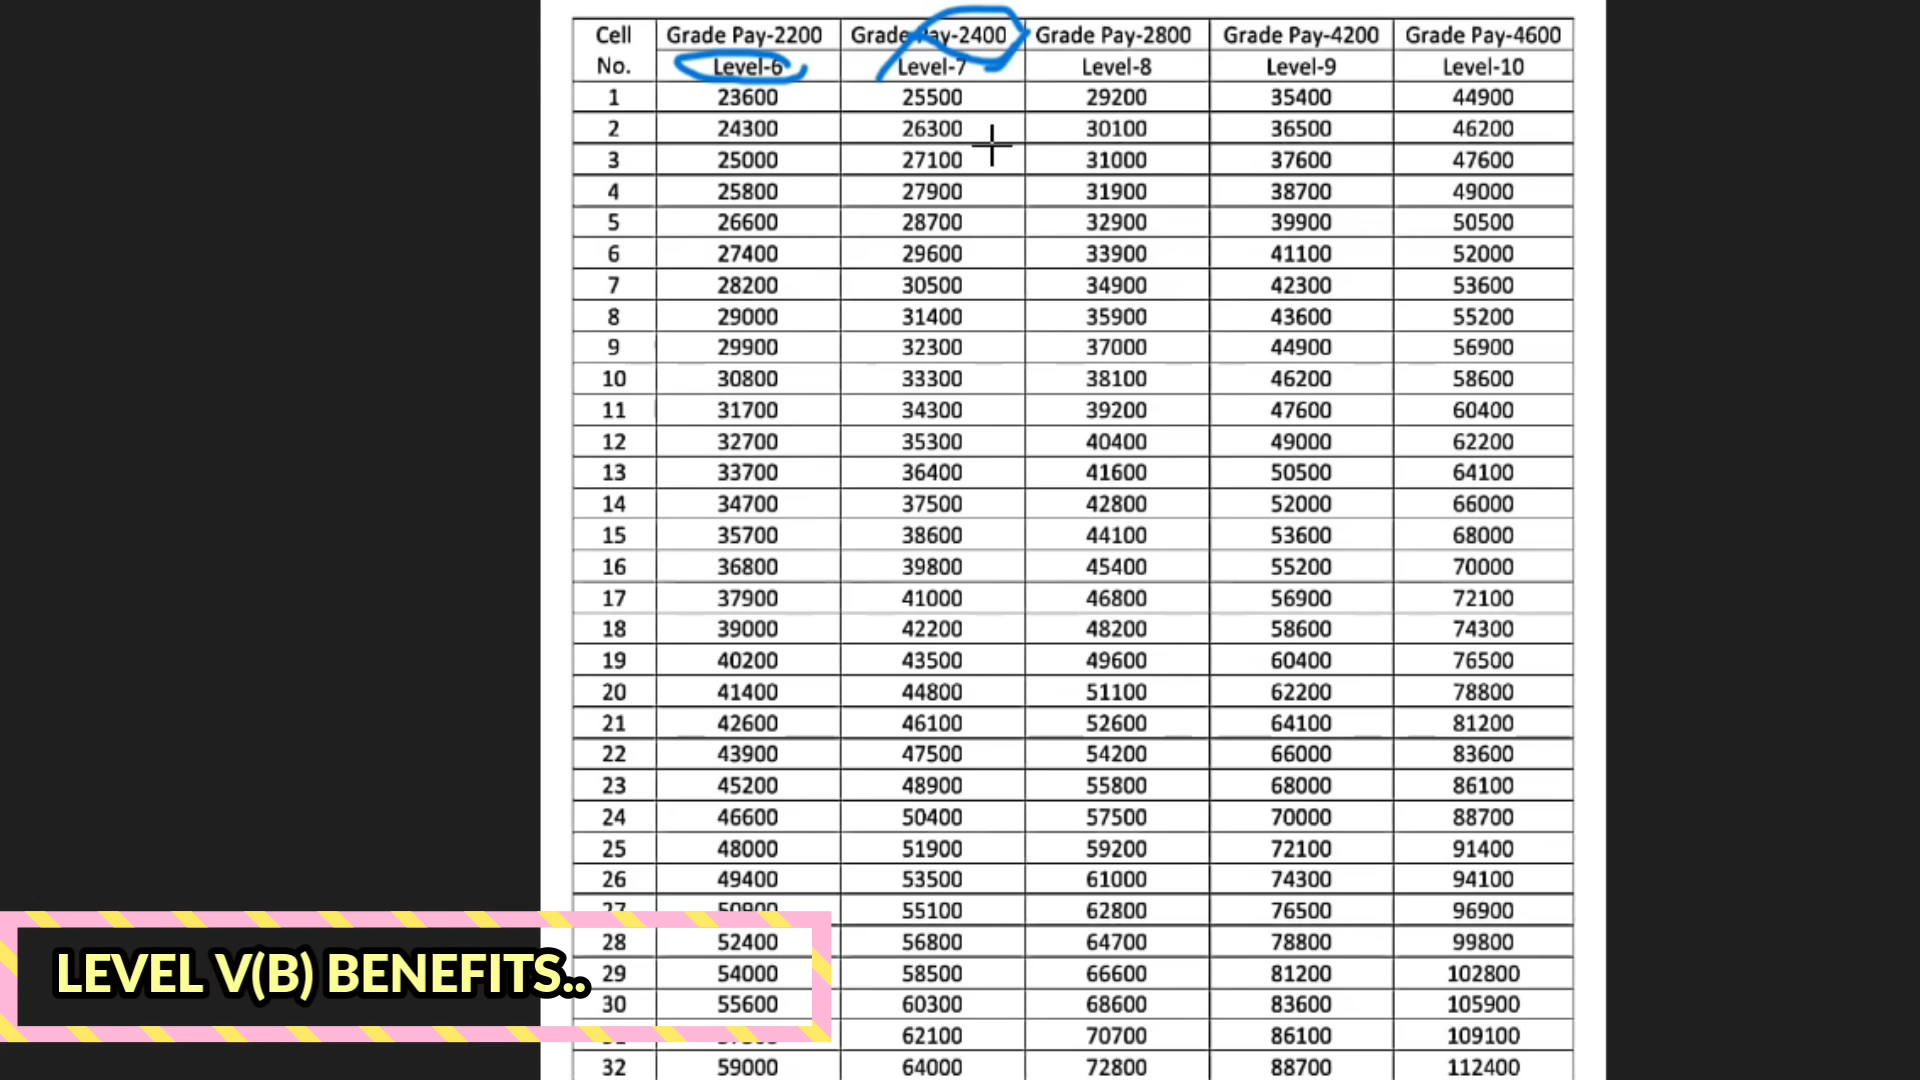 Cell Grade Pay-2200 Grade Pay-2400 Grade Pay-2800 Grade Pay-4200 Grade Pay-4600
No. Level-6 Level-7 Level-8 Level-9 Level-10
1 23600 25500 29200 35400 44900
2 24300 26300 30100 36500 46200
3 25000 27100 31000 37600 47600
4 25800 27900 31900 38700 49000
5 26600 28700 32900 39900 50500
6 27400 29600 33900 41100 52000
7 28200 30500 34900 42300 53600
8 29000 31400 35900 43600 55200
9 29900 32300 37000 44900 56900
10 30800 33300 38100 46200 58600
11 31700 34300 39200 47600 60400
12 32700 35300 40400 49000 62200
13 33700 36400 41600 50500 64100
14 34700 37500 42800 52000 66000
15 35700 38600 44100 53600 68000
16 36800 39800 45400 55200 70000
17 37900 41000 46800 56900 72100
18 39000 42200 48200 58600 74300
19 40200 43500 49600 60400 76500
20 41400 44800 51100 62200 78800
21 42600 46100 52600 64100 81200
22 43900 47500 54200 66000 83600
23 45200 48900 55800 68000 86100
24 46600 50400 57500 70000 88700
25 48000 51900 59200 72100 91400
26 49400 53500 61000 74300 94100
27 50900 55100 62800 76500 96900
28 52400 56800 64700 78800 99800
29 54000 58500 66600 81200 102800
30 55600 60300 68600 83600 105900
62100 70700 86100 109100
32 59000 64000 72800 88700 112400
LEVEL V(B) BENEFITS..